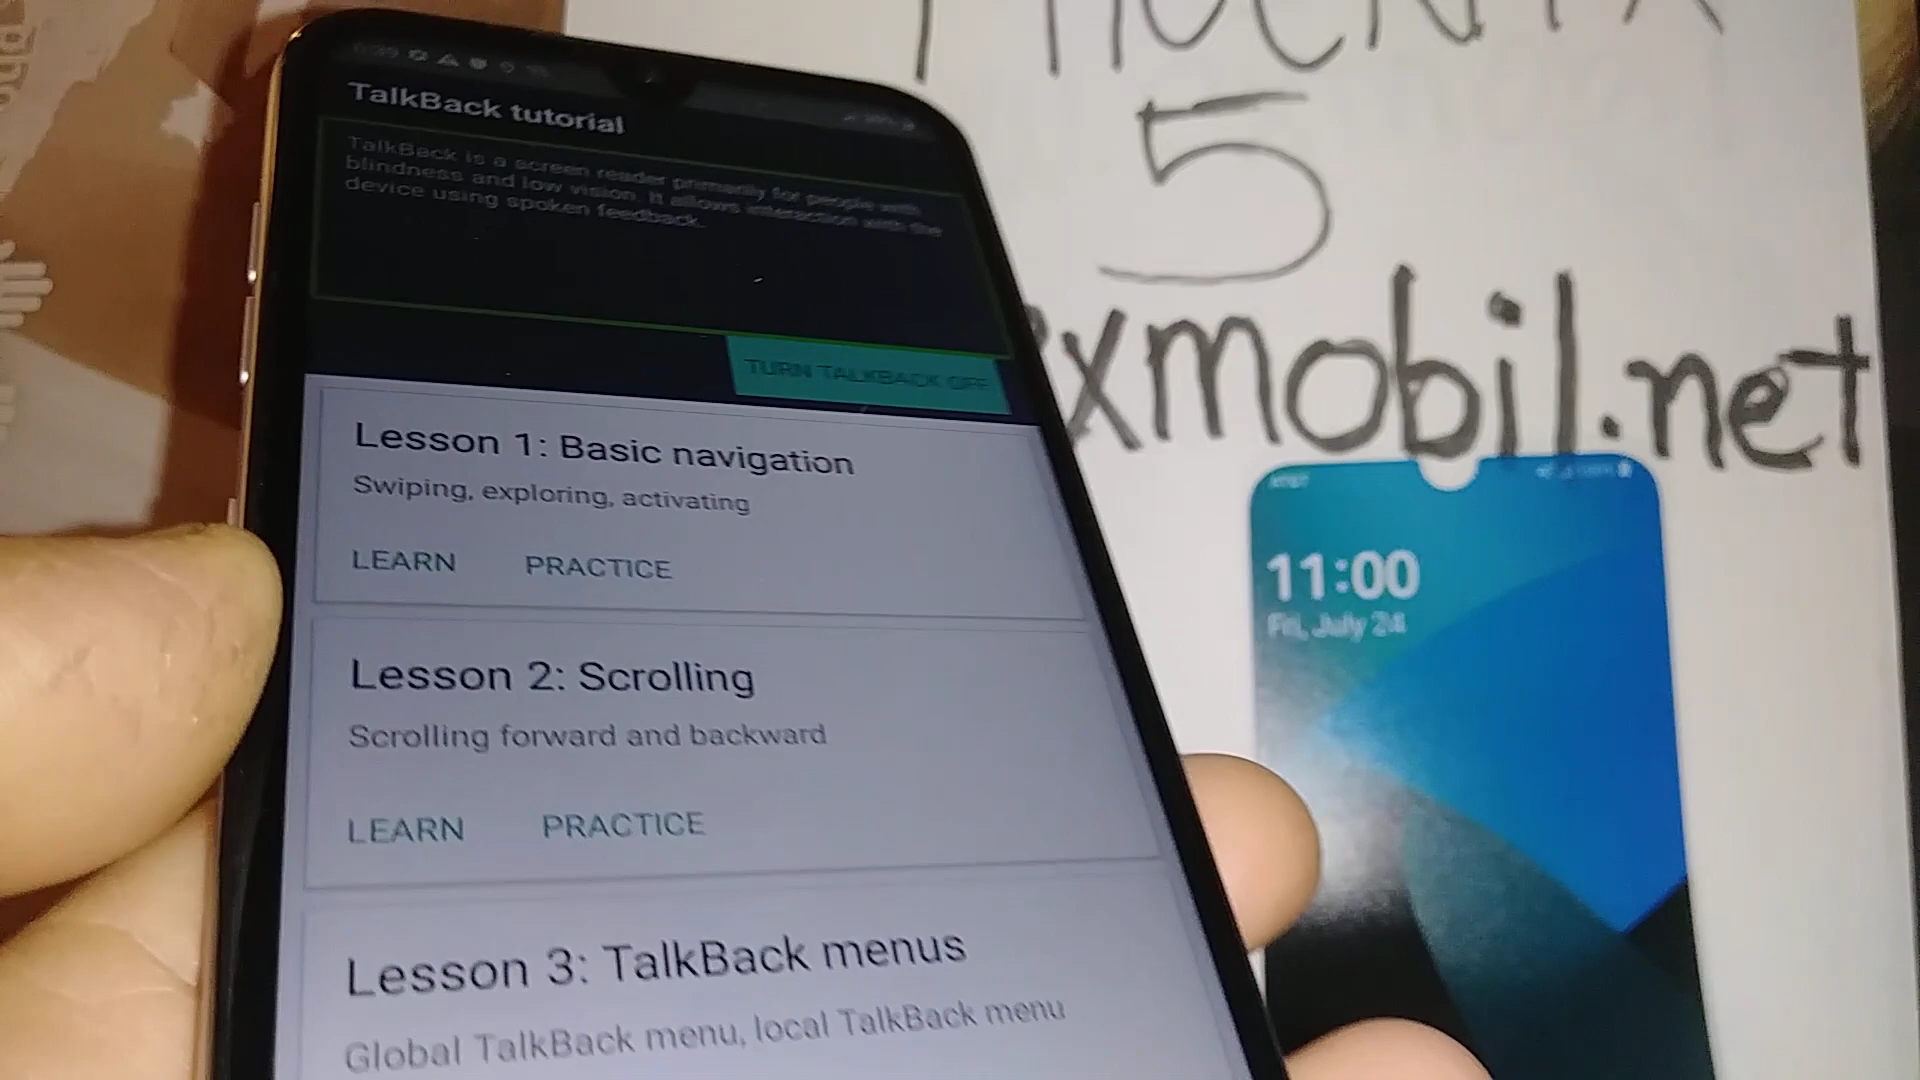 TalkBack tutorial
TalkBack is a screen reader primarily for people with
blindness and low vision. It allows interaction with the
device using spoken feedback.
TURN TALKBACK OFF
Lesson 1: Basic navigation
Swiping, exploring, activating
LEARN PRACTICE
Lesson 2: Scrolling
Scrolling forward and backward
LEARN PRACTICE
Lesson 3: TalkBack menus
Global TalkBack menu, local TalkBack menu
PHOENIX
5
xmobil.net
11:00
Fri, July 24